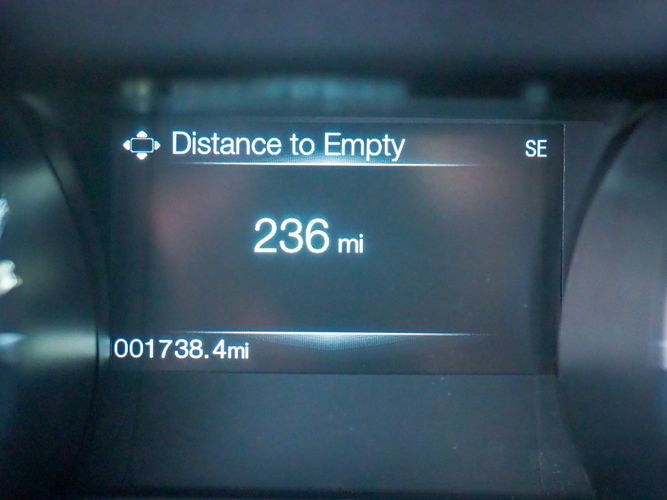 Distance to Empty SE
236 mi
001738.4mi